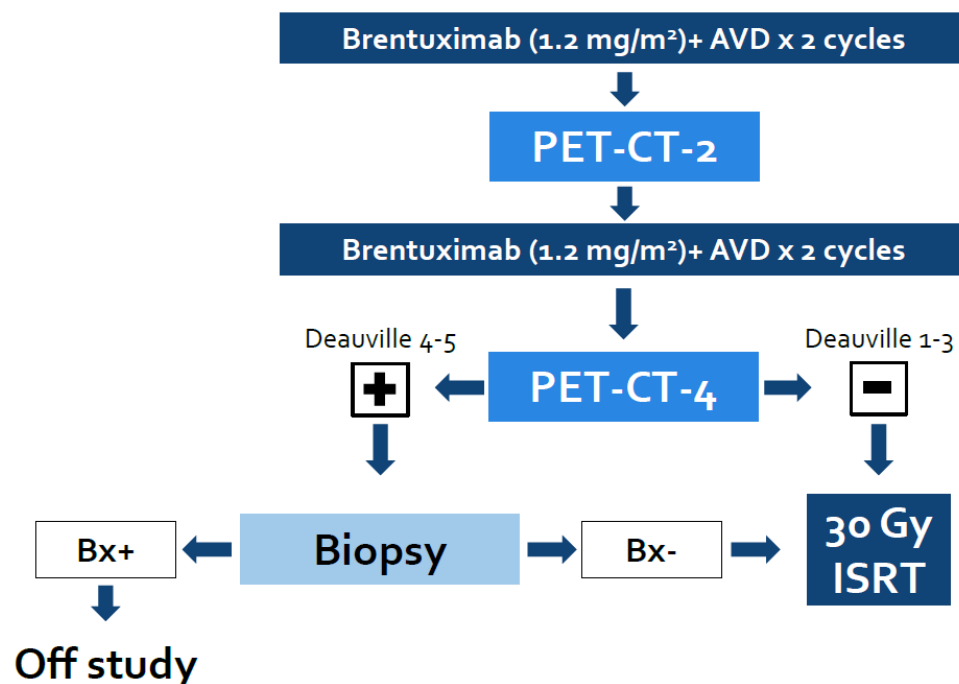 Brentuximab (1.2 mg/m²)+ AVD x 2 cycles
PET-CT-2
Brentuximab (1.2 mg/m²)+ AVD x 2 cycles
Deauville 4-5
Deauville 1-3
+
PET-CT-4
-
Bx+
Biopsy
Bx-
30 Gy
ISRT
Off study